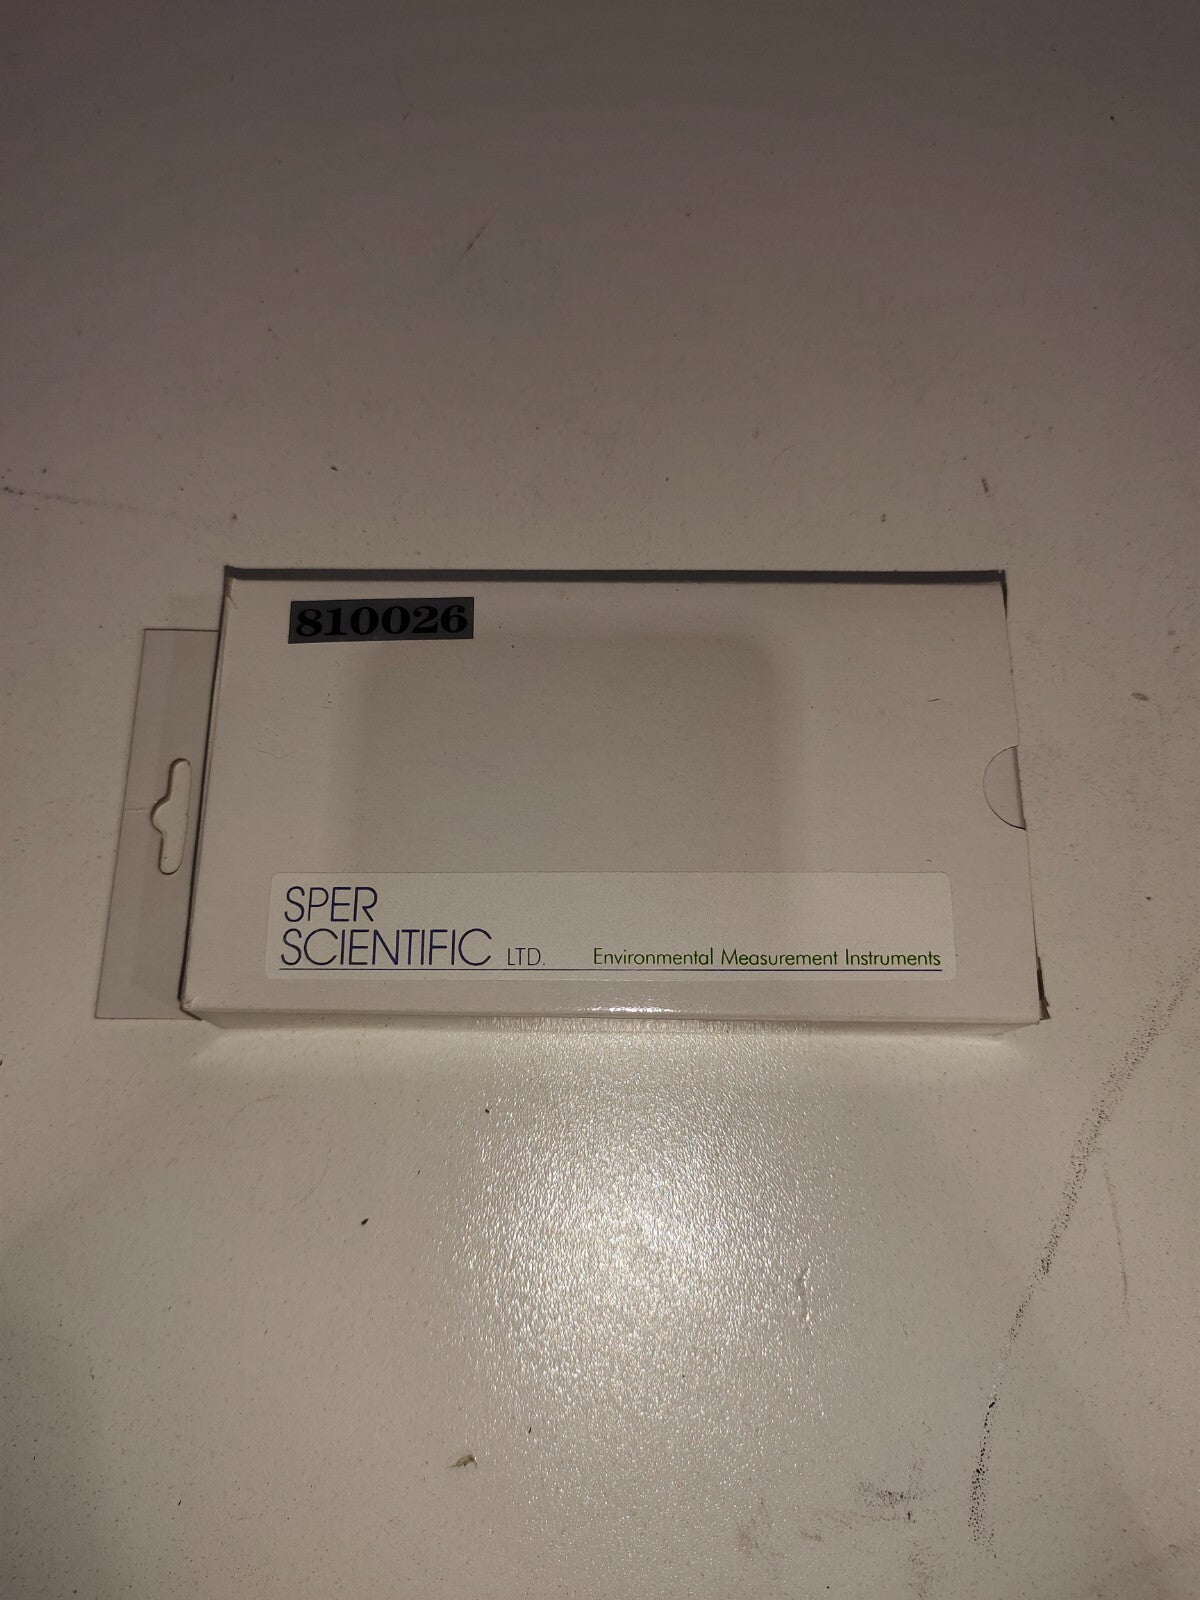 810026
SPER
SCIENTIFIC LTD. Environmental Measurement Instruments